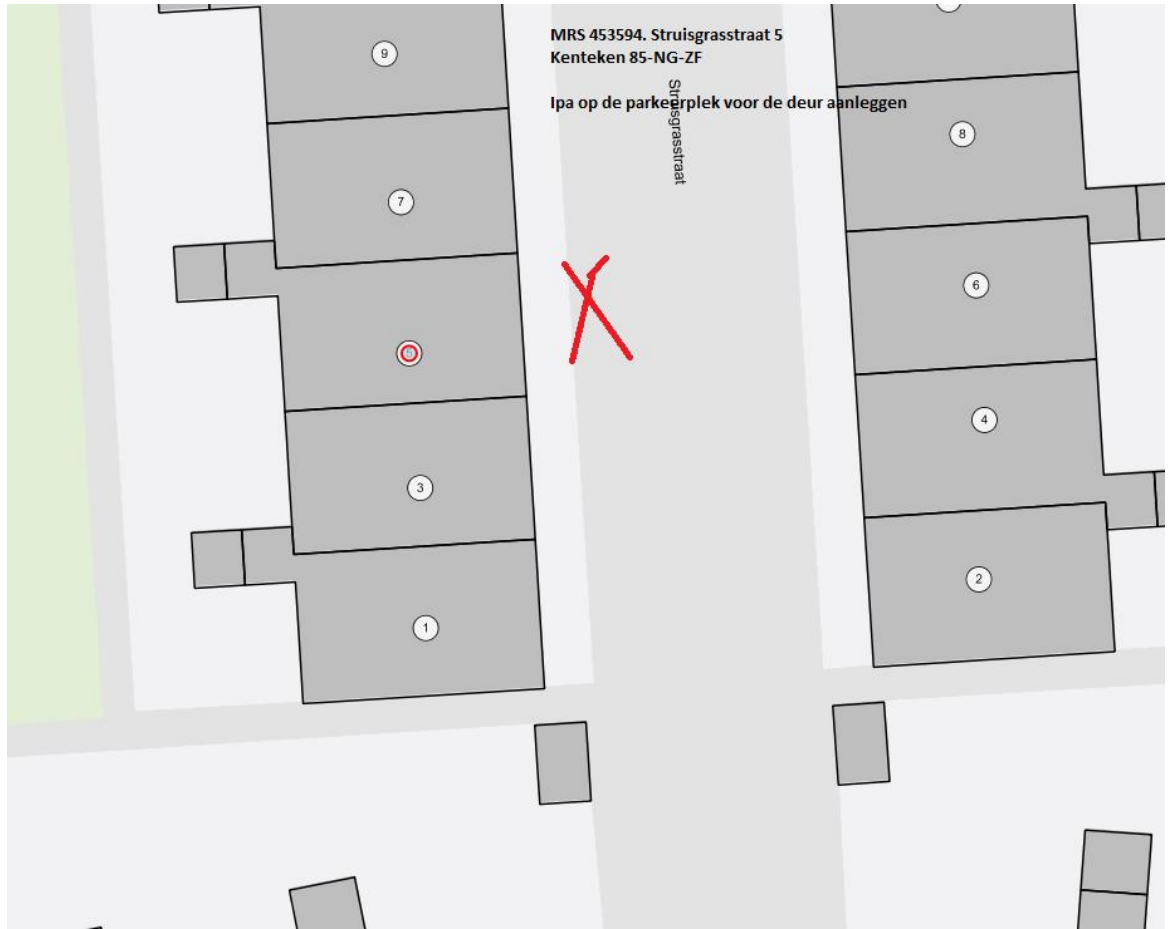 MRS 453594. Struisgrasstraat 5
Kenteken 85-NG-ZF
Ipa op de parkeerplek voor de deur aanleggen
Struisgrasstraat
9
7
5
3
1
8
6
4
2